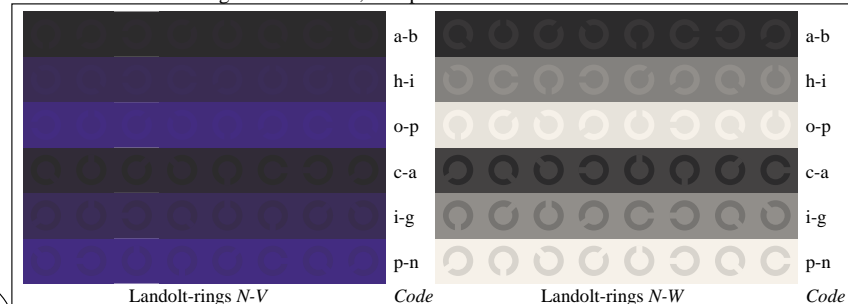 a-b a-b
h-i h-i
o-p o-p
c-a c-a
i-g i-g
p-n p-n
Landolt-rings N-V Code Landolt-rings N-W Code